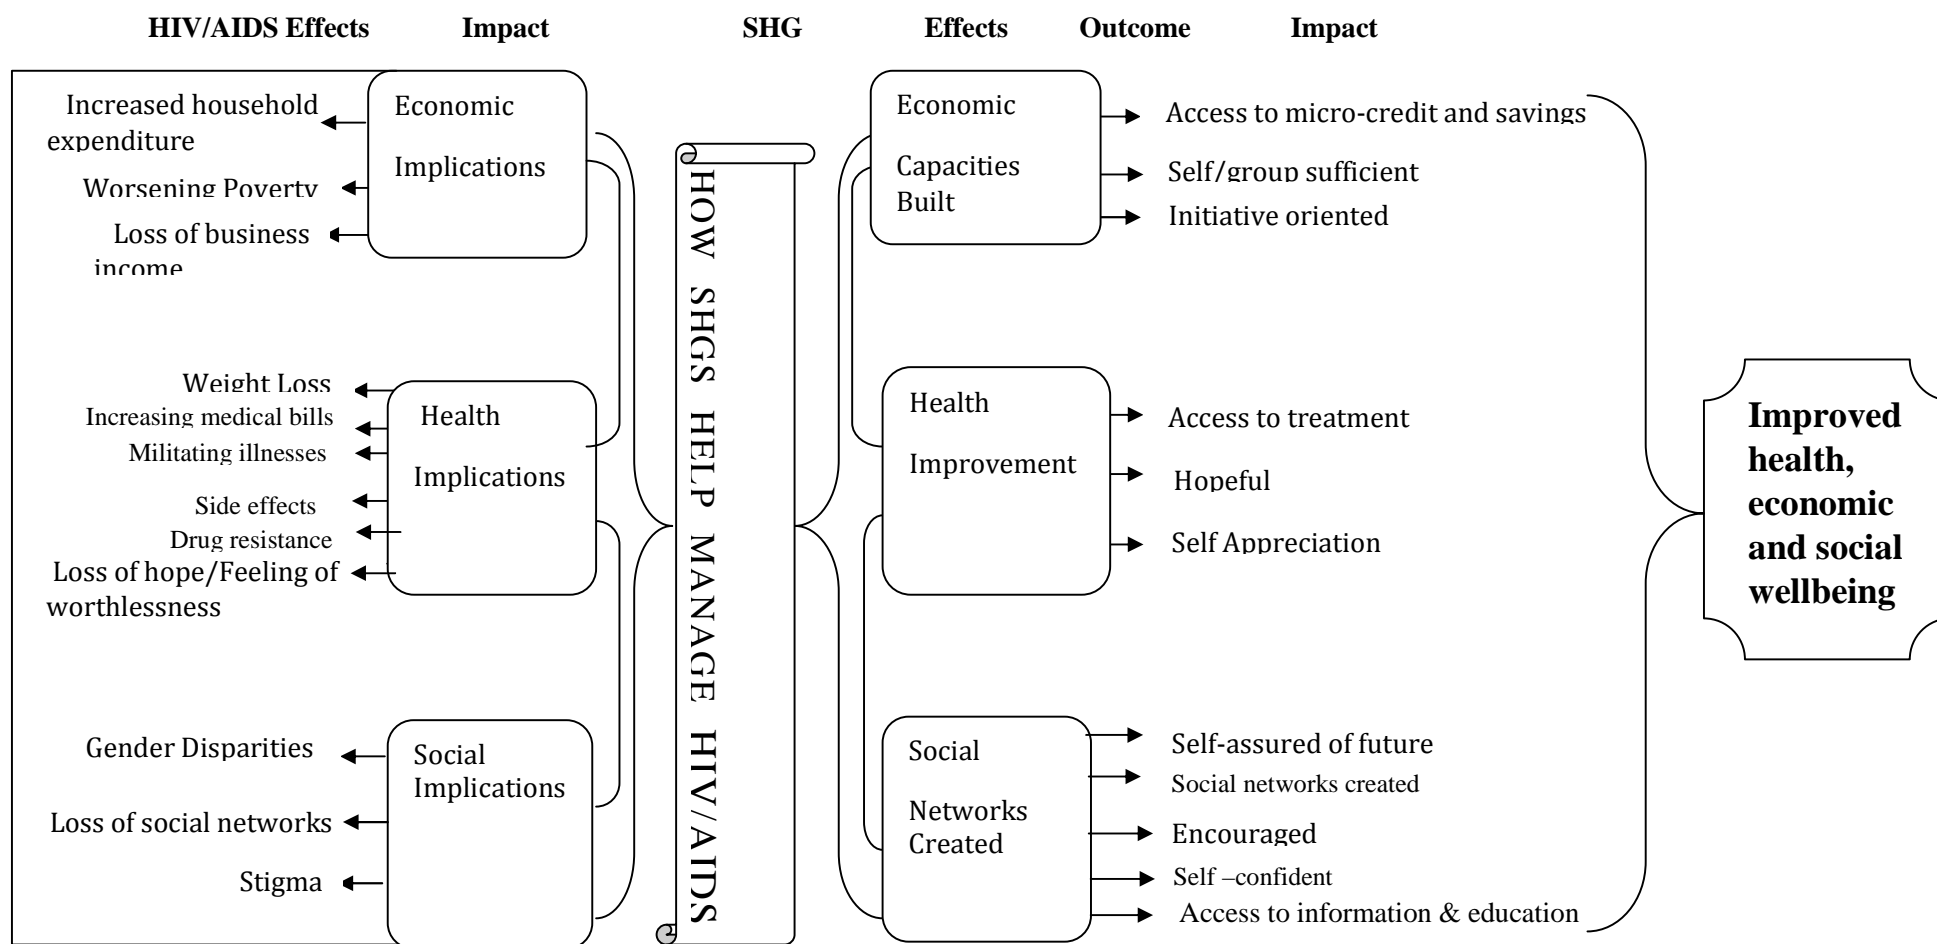 HIV/AIDS Effects Impact SHG Effects Outcome Impact
Increased household
expenditure
Worsening Poverty
Loss of business
income
Economic
Implications
Weight Loss
Increasing medical bills
Militating illnesses
Side effects
Drug resistance
Loss of hope/Feeling of
worthlessness
Health
Implications
Gender Disparities
Loss of social networks
Stigma
Social
Implications
HOW SHGS HELP MANAGE HIV/AIDS
Economic
Capacities
Built
Access to micro-credit and savings
Self/group sufficient
Initiative oriented
Health
Improvement
Access to treatment
Hopeful
Self Appreciation
Social
Networks
Created
Self-assured of future
Social networks created
Encouraged
Self –confident
Access to information & education
Improved
health,
economic
and social
wellbeing